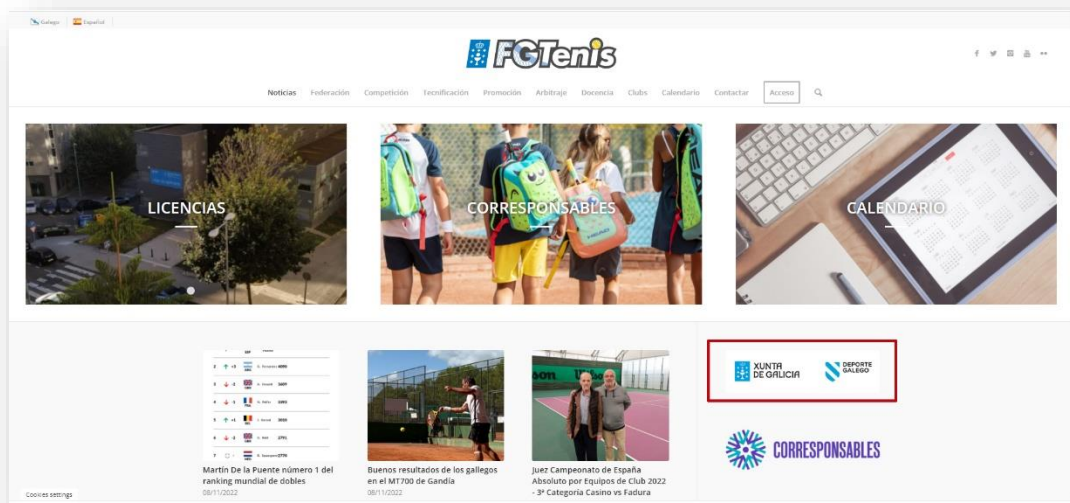 Galego Español
FGTenis
Noticias Federación Competición Tecnificación Promoción Arbitraje Docencia Clubs Calendario Contactar Acceso
LICENCIAS
CORRESPONSABLES
CALENDARIO
XUNTA
DE GALICIA
DEPORTE
GALEGO
CORRESPONSABLES
Martín De la Puente número 1 del
ranking mundial de dobles
08/11/2022
Buenos resultados de los gallegos
en el MT700 de Gandía
08/11/2022
Juez Campeonato de España
Absoluto por Equipos de Club 2022
- 3ª Categoría Casino vs Fadura
Cookies settings